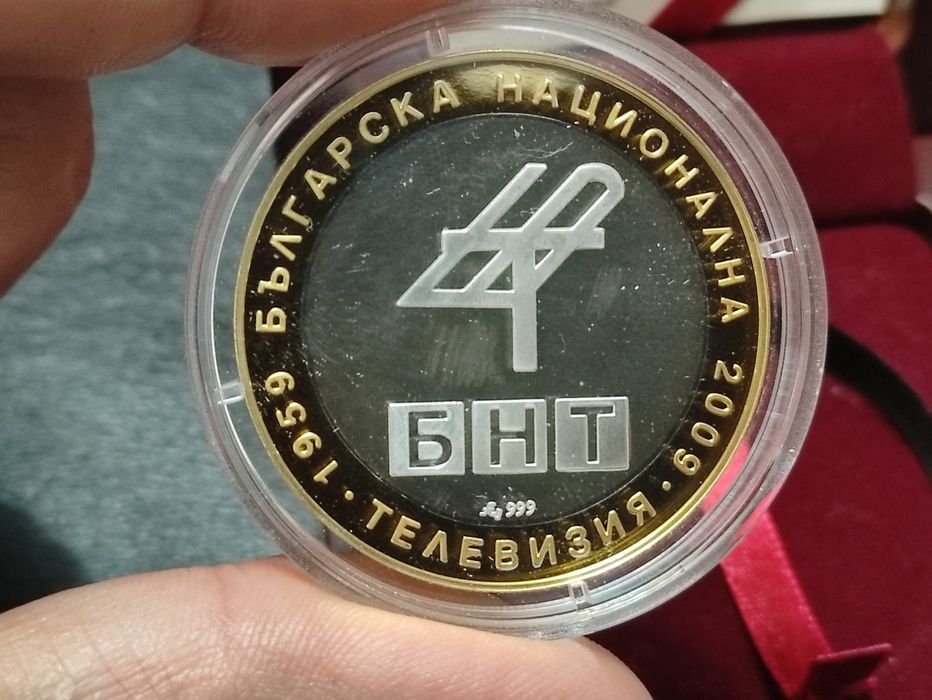 БЪЛГАРСКА НАЦИОНАЛНА
1959 · ТЕЛЕВИЗИЯ · 2009
БНТ
Ag 999